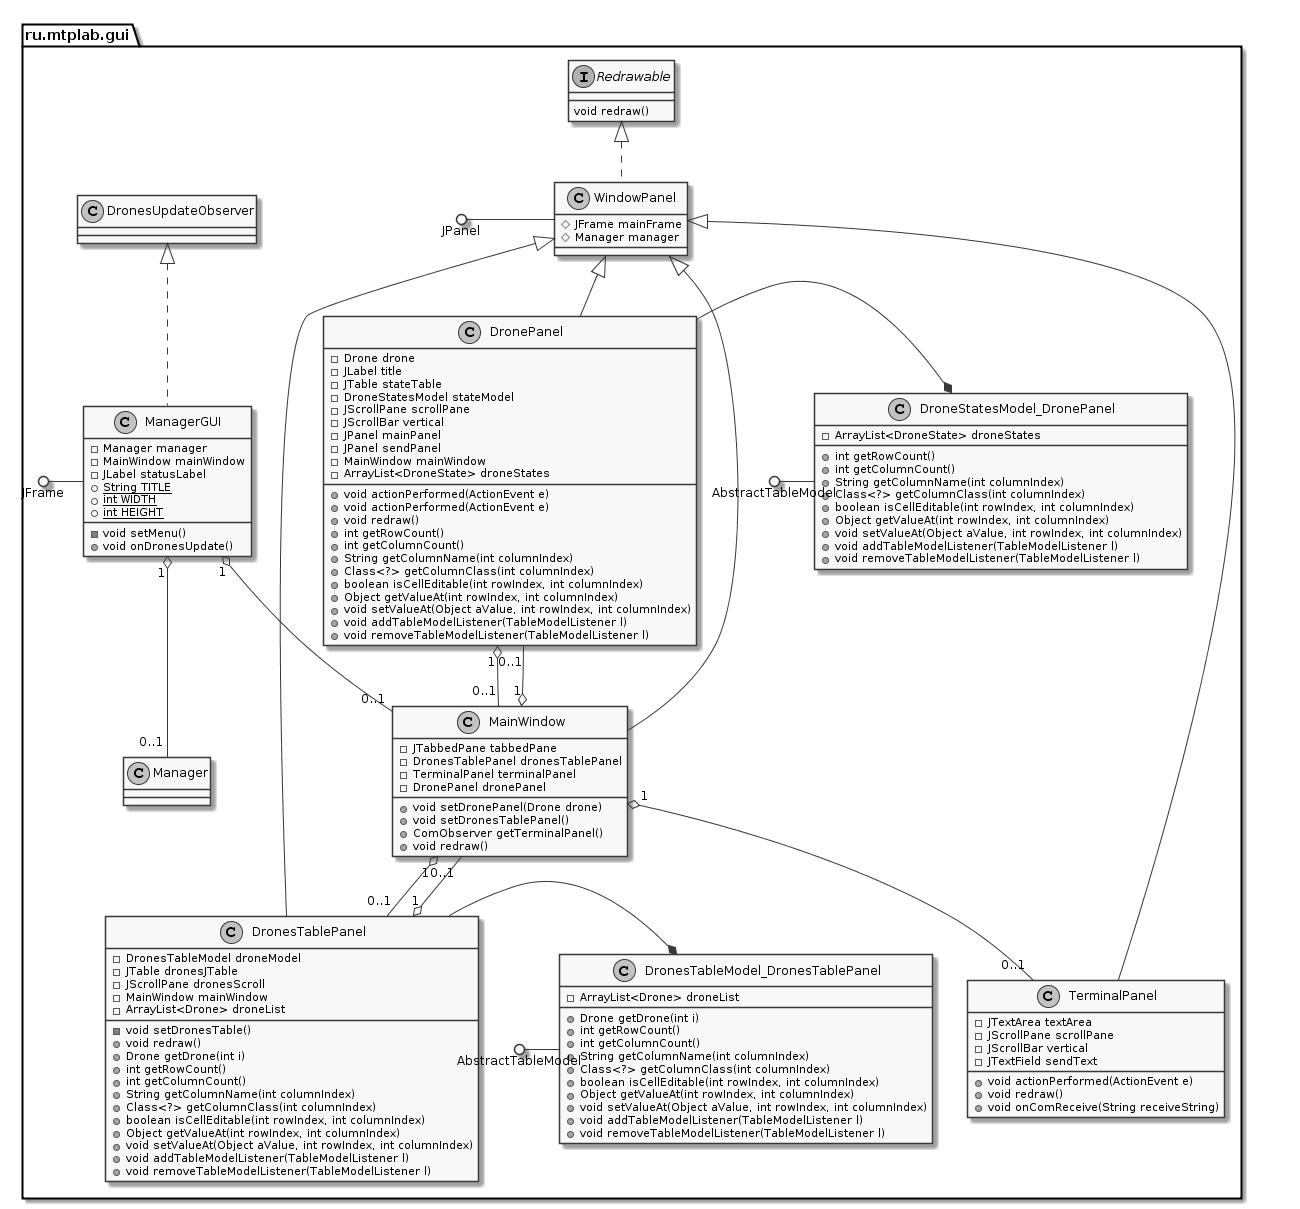 ru.mtplab.gui
I Redrawable
void redraw()
C WindowPanel
JFrame mainFrame
Manager manager
JPanel
C DronesUpdateObserver
C DronePanel
Drone drone
JLabel title
JTable stateTable
DroneStatesModel stateModel
JScrollPane scrollPane
JScrollBar vertical
JPanel mainPanel
JPanel sendPanel
MainWindow mainWindow
ArrayList<DroneState> droneStates
void actionPerformed(ActionEvent e)
void actionPerformed(ActionEvent e)
void redraw()
int getRowCount()
int getColumnCount()
String getColumnName(int columnIndex)
Class<?> getColumnClass(int columnIndex)
boolean isCellEditable(int rowIndex, int columnIndex)
Object getValueAt(int rowIndex, int columnIndex)
void setValueAt(Object aValue, int rowIndex, int columnIndex)
void addTableModelListener(TableModelListener l)
void removeTableModelListener(TableModelListener l)
C DroneStatesModel_DronePanel
ArrayList<DroneState> droneStates
int getRowCount()
int getColumnCount()
String getColumnName(int columnIndex)
Class<?> getColumnClass(int columnIndex)
boolean isCellEditable(int rowIndex, int columnIndex)
Object getValueAt(int rowIndex, int columnIndex)
void setValueAt(Object aValue, int rowIndex, int columnIndex)
void addTableModelListener(TableModelListener l)
void removeTableModelListener(TableModelListener l)
AbstractTableModel
C ManagerGUI
Manager manager
MainWindow mainWindow
JLabel statusLabel
String TITLE
int WIDTH
int HEIGHT
void setMenu()
void onDronesUpdate()
JFrame
1
1
1
0..1
0..1
1
0..1
0..1
C MainWindow
JTabbedPane tabbedPane
DronesTablePanel dronesTablePanel
TerminalPanel terminalPanel
DronePanel dronePanel
void setDronePanel(Drone drone)
void setDronesTablePanel()
ComObserver getTerminalPanel()
void redraw()
C Manager
1
1
0..1
0..1
1
0..1
C DronesTablePanel
DronesTableModel droneModel
JTable dronesJTable
JScrollPane dronesScroll
MainWindow mainWindow
ArrayList<Drone> droneList
void setDronesTable()
void redraw()
Drone getDrone(int i)
int getRowCount()
int getColumnCount()
String getColumnName(int columnIndex)
Class<?> getColumnClass(int columnIndex)
boolean isCellEditable(int rowIndex, int columnIndex)
Object getValueAt(int rowIndex, int columnIndex)
void setValueAt(Object aValue, int rowIndex, int columnIndex)
void addTableModelListener(TableModelListener l)
void removeTableModelListener(TableModelListener l)
C DronesTableModel_DronesTablePanel
ArrayList<Drone> droneList
Drone getDrone(int i)
int getRowCount()
int getColumnCount()
String getColumnName(int columnIndex)
Class<?> getColumnClass(int columnIndex)
boolean isCellEditable(int rowIndex, int columnIndex)
Object getValueAt(int rowIndex, int columnIndex)
void setValueAt(Object aValue, int rowIndex, int columnIndex)
void addTableModelListener(TableModelListener l)
void removeTableModelListener(TableModelListener l)
AbstractTableModel
C TerminalPanel
JTextArea textArea
JScrollPane scrollPane
JScrollBar vertical
JTextField sendText
void actionPerformed(ActionEvent e)
void redraw()
void onComReceive(String receiveString)